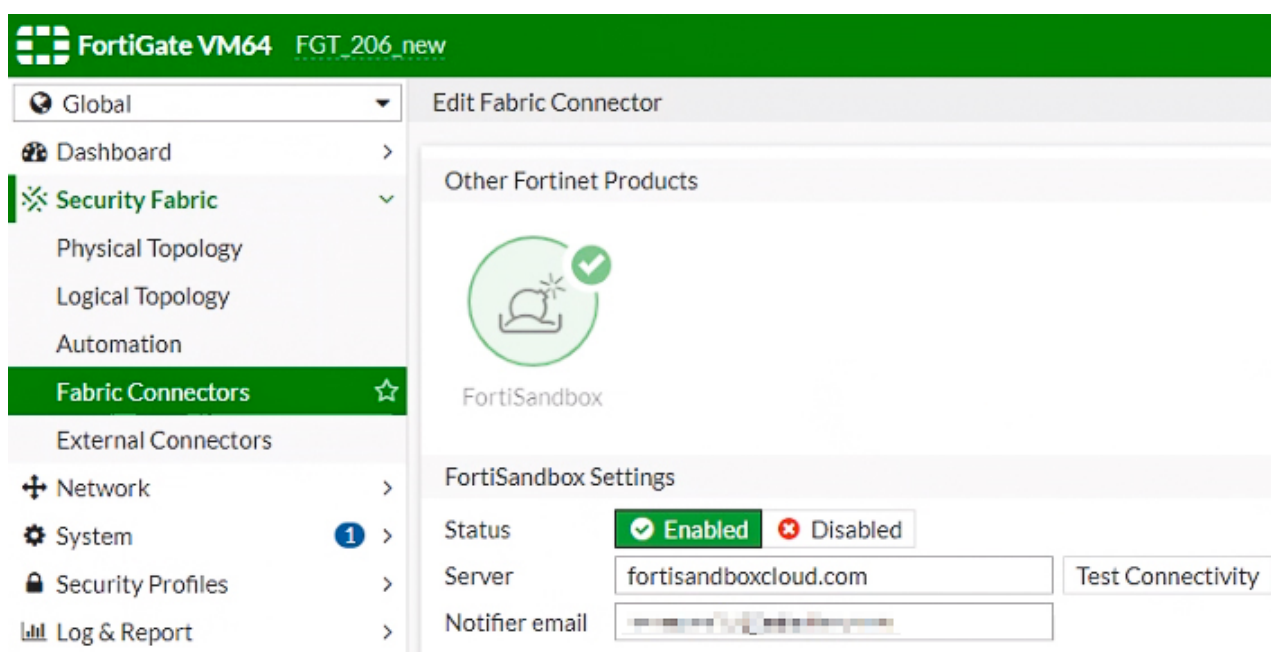 FortiGate VM64 FGT_206_new
Global
Dashboard
Security Fabric
Physical Topology
Logical Topology
Automation
Fabric Connectors
External Connectors
Network
System 1
Security Profiles
Log & Report
Edit Fabric Connector
Other Fortinet Products
FortiSandbox
FortiSandbox Settings
Status Enabled Disabled
Server fortisandboxcloud.com Test Connectivity
Notifier email